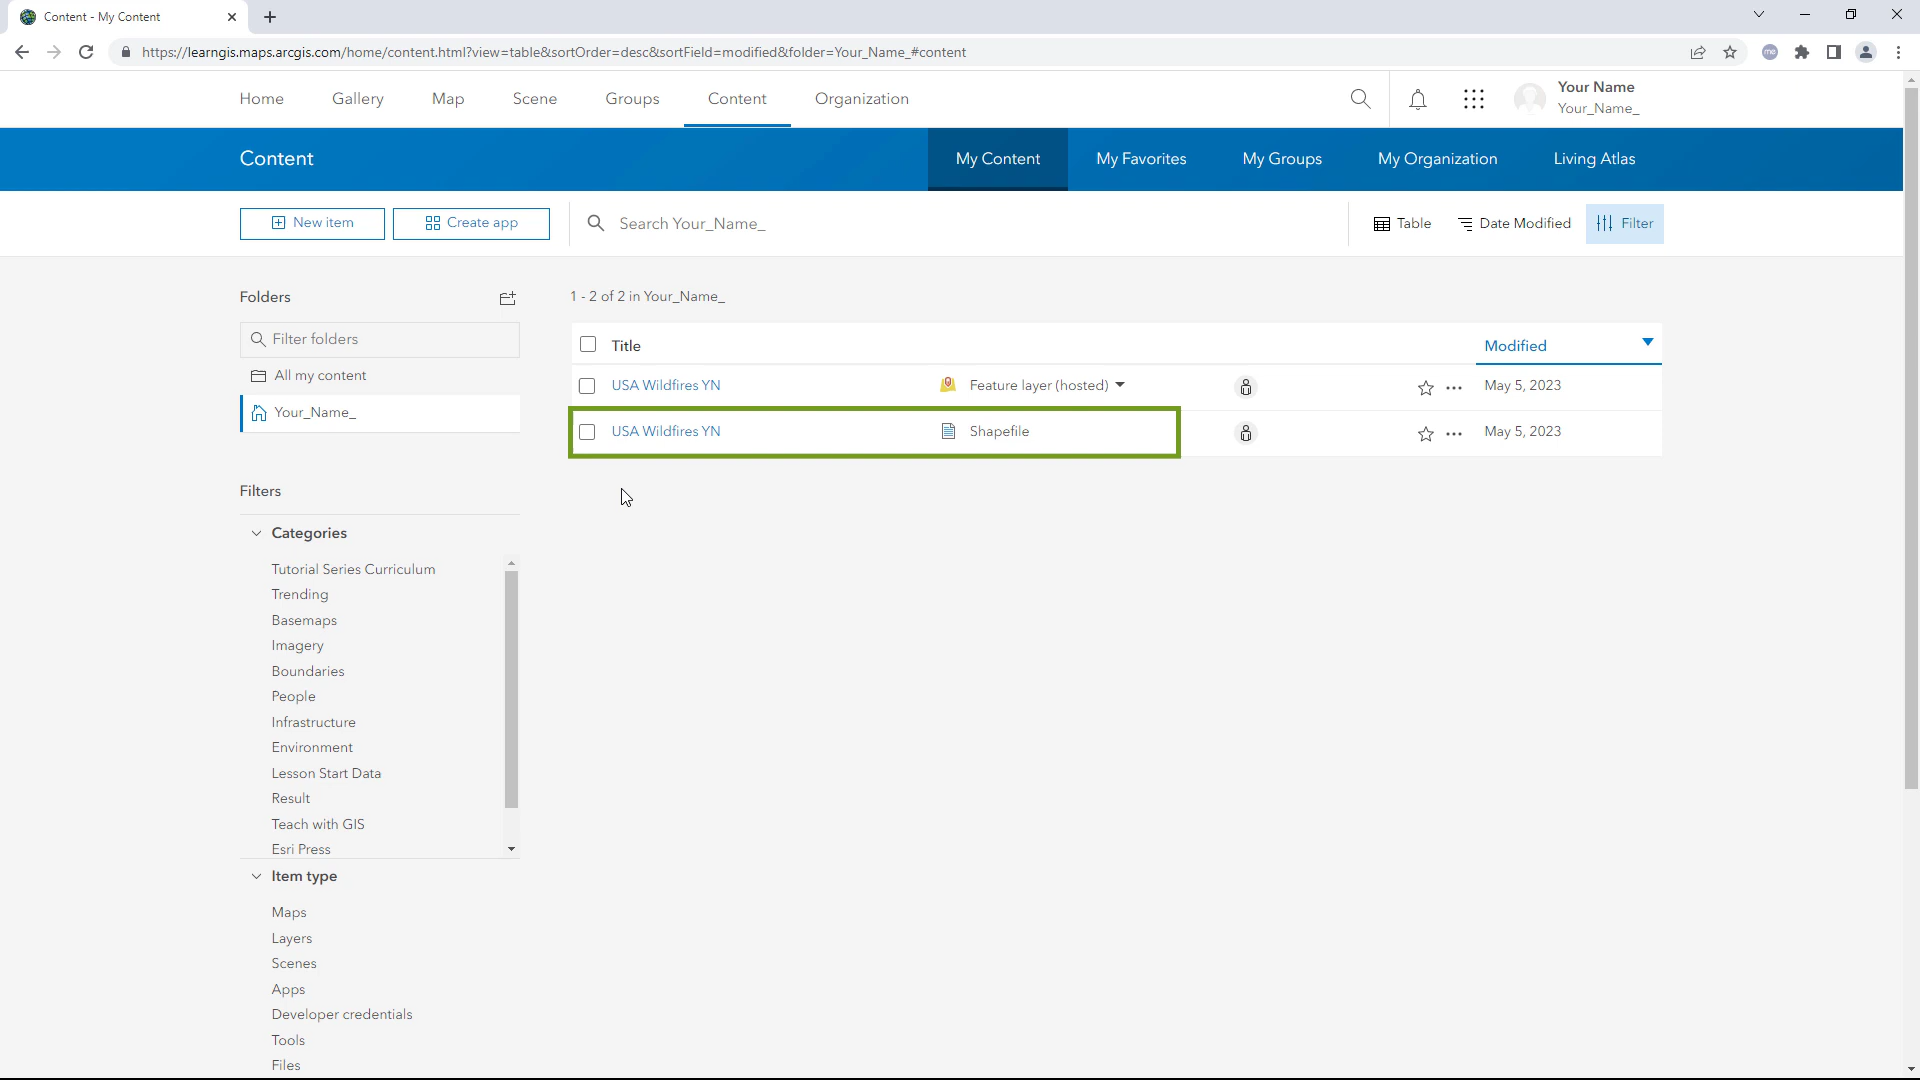 Content - My Content
https://learngis.maps.arcgis.com/home/content.html?view=table&sortOrder=desc&sortField=modified&folder=Your_Name_#content
me
Home Gallery Map Scene Groups Content Organization
Your Name
Your_Name_
Content
My Content My Favorites My Groups My Organization Living Atlas
New item Create app Search Your_Name_ Table Date Modified Filter
Folders
1 - 2 of 2 in Your_Name_
Filter folders
Title Modified
All my content
USA Wildfires YN Feature layer (hosted) May 5, 2023
Your_Name_
USA Wildfires YN Shapefile May 5, 2023
Filters
Categories
Tutorial Series Curriculum
Trending
Basemaps
Imagery
Boundaries
People
Infrastructure
Environment
Lesson Start Data
Result
Teach with GIS
Esri Press
Item type
Maps
Layers
Scenes
Apps
Developer credentials
Tools
Files